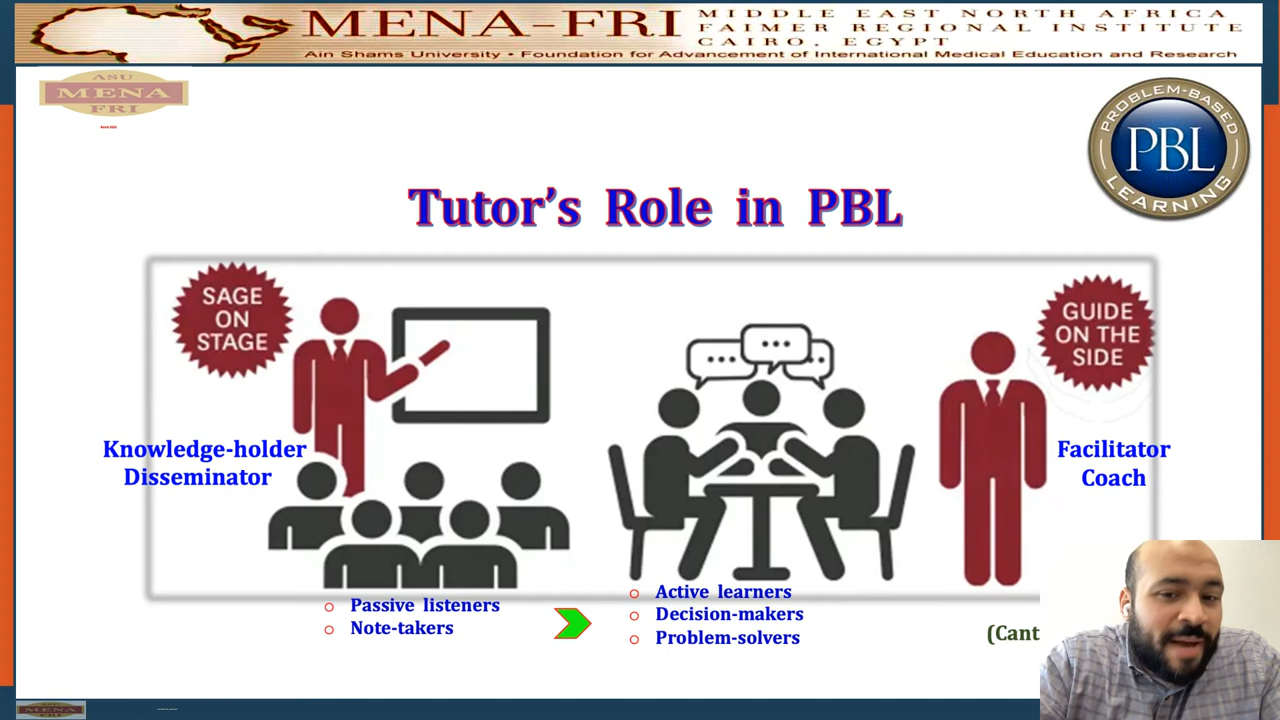 MENA-FRI
MIDDLE EAST NORTH AFRICA
FAIMER REGIONAL INSTITUTE
CAIRO, EGYPT
Ain Shams University • Foundation for Advancement of International Medical Education and Research
ASU
MENA
FRI
PROBLEM-BASED
PBL
LEARNING
Tutor’s Role in PBL
SAGE
ON
STAGE
GUIDE
ON THE
SIDE
Knowledge-holder
Disseminator
Facilitator
Coach
Passive listeners
Note-takers
Active learners
Decision-makers
Problem-solvers
(Cant
MENA